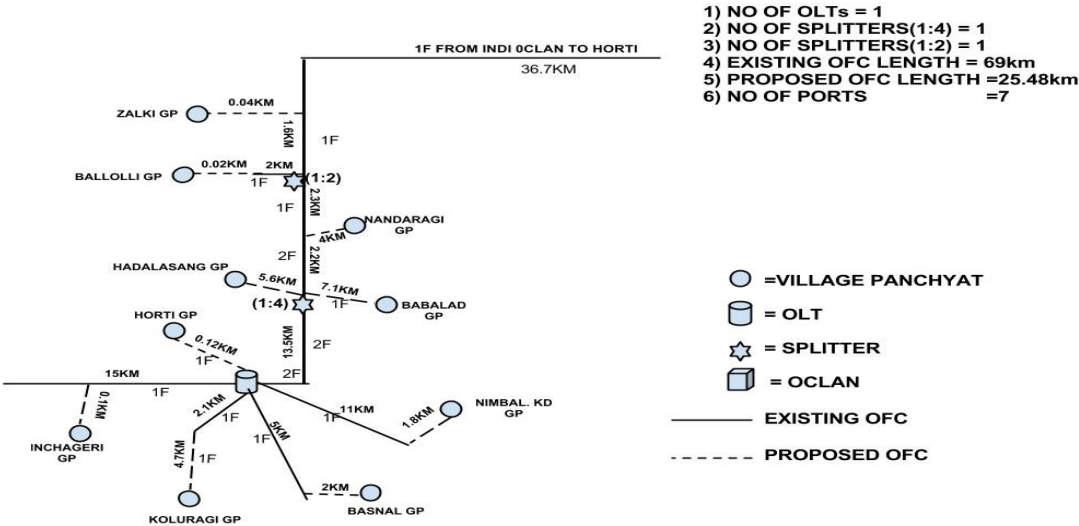 1) NO OF OLTs = 1
2) NO OF SPLITTERS(1:4) = 1
3) NO OF SPLITTERS(1:2) = 1
4) EXISTING OFC LENGTH = 69km
5) PROPOSED OFC LENGTH =25.48km
6) NO OF PORTS =7
1F FROM INDI 0CLAN TO HORTI
36.7KM
ZALKI GP
0.04KM
1.6KM
1F
BALLOLLI GP
0.02KM
2KM
1F
(1:2)
1F
2.3KM
NANDARAGI
GP
4KM
2F
2.2KM
HADALASANG GP
5.6KM
7.1KM
1F
BABALAD
GP
(1:4)
HORTI GP
0.12KM
1F
13.5KM
2F
2F
15KM
1F
0.1KM
INCHAGERI
GP
2.1KM
1F
4.7KM
1F
KOLURAGI GP
5KM
1F
2KM
BASNAL GP
11KM
1F
1.8KM
NIMBAL. KD
GP
=VILLAGE PANCHYAT
= OLT
= SPLITTER
= OCLAN
EXISTING OFC
PROPOSED OFC